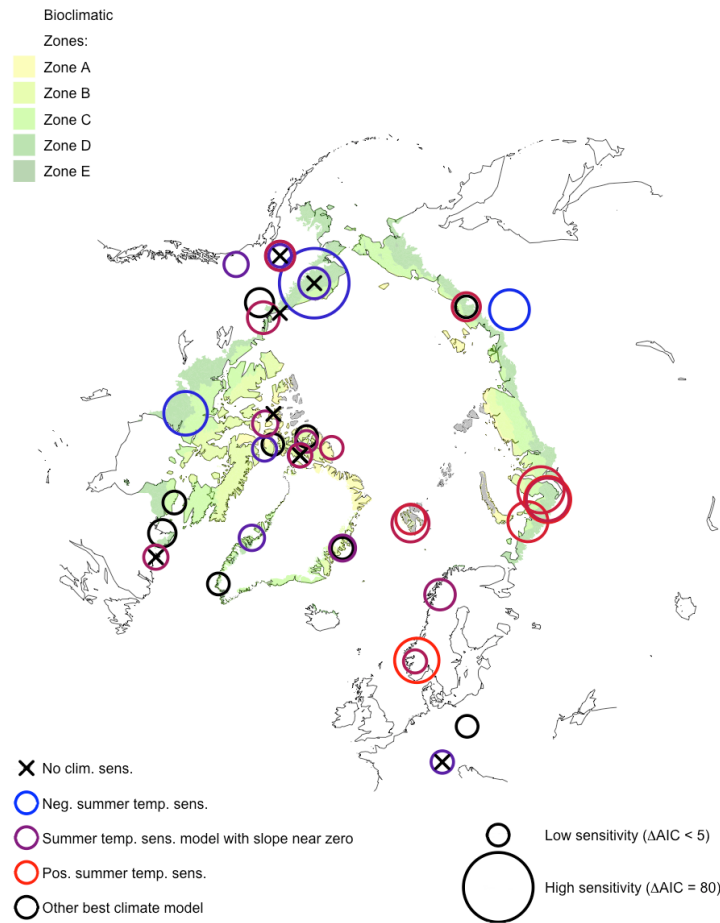 Bioclimatic
Zones:
Zone A
Zone B
Zone C
Zone D
Zone E
No clim. sens.
Neg. summer temp. sens.
Summer temp. sens. model with slope near zero
Pos. summer temp. sens.
Other best climate model
Low sensitivity (ΔAIC < 5)
High sensitivity (ΔAIC = 80)